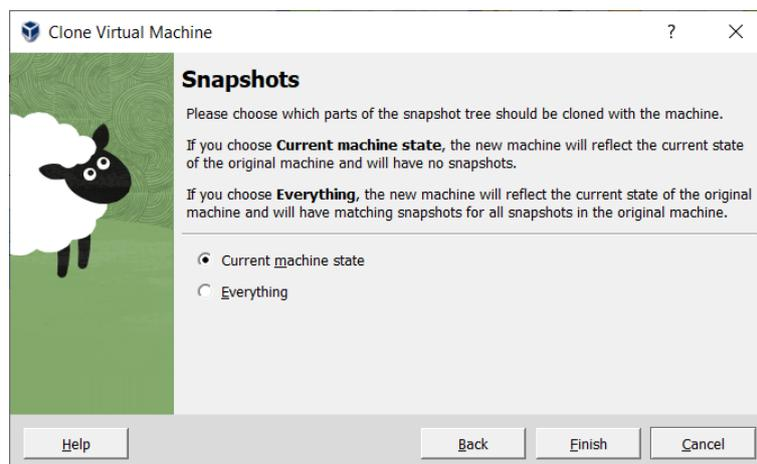 Clone Virtual Machine
?
Snapshots
Please choose which parts of the snapshot tree should be cloned with the machine.
If you choose Current machine state, the new machine will reflect the current state
of the original machine and will have no snapshots.
If you choose Everything, the new machine will reflect the current state of the original
machine and will have matching snapshots for all snapshots in the original machine.
Current machine state
Everything
Help
Back
Finish
Cancel